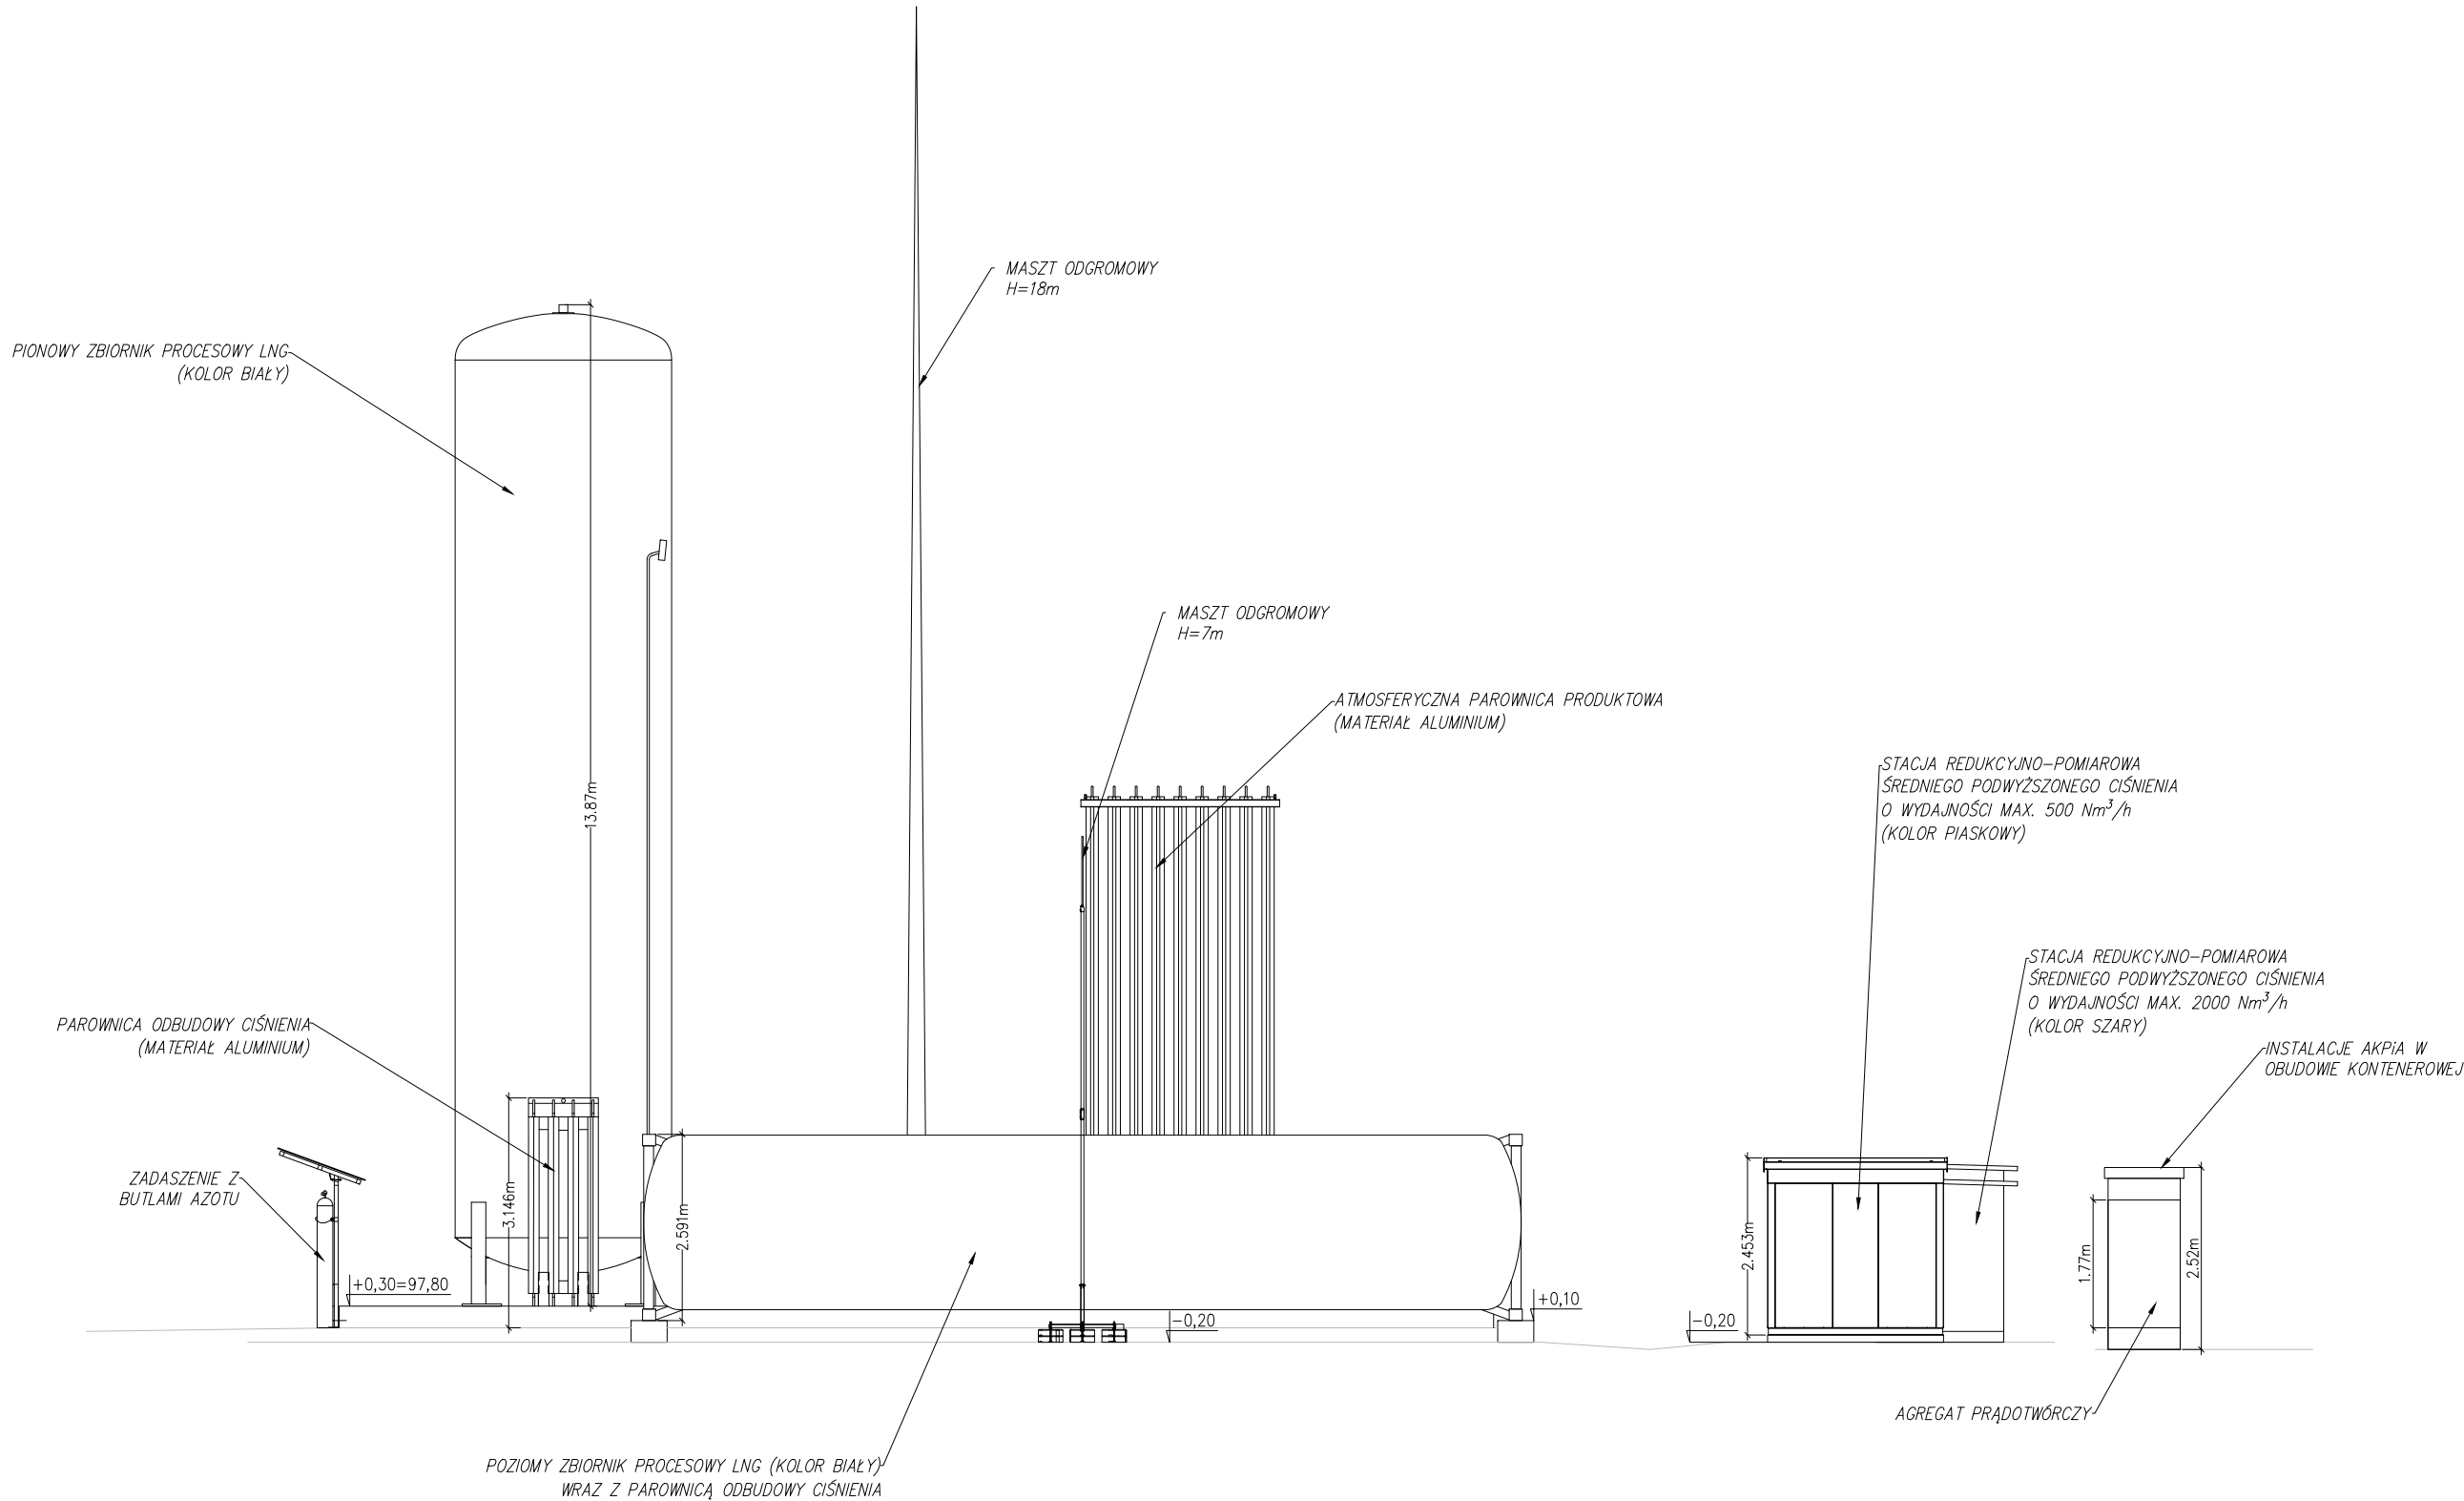 MASZT ODGROMOWY
H=18m
PIONOWY ZBIORNIK PROCESOWY LNG
(KOLOR BIAŁY)
MASZT ODGROMOWY
H=7m
ATMOSFERYCZNA PAROWNICA PRODUKTOWA
(MATERIAŁ ALUMINIUM)
13.87m
STACJA REDUKCYJNO-POMIAROWA
ŚREDNIEGO PODWYŻSZONEGO CIŚNIENIA
O WYDAJNOŚCI MAX. 500 Nm³/h
(KOLOR PIASKOWY)
STACJA REDUKCYJNO-POMIAROWA
ŚREDNIEGO PODWYŻSZONEGO CIŚNIENIA
O WYDAJNOŚCI MAX. 2000 Nm³/h
(KOLOR SZARY)
PAROWNICA ODBUDOWY CIŚNIENIA
(MATERIAŁ ALUMINIUM)
INSTALACJE AKPiA W
OBUDOWIE KONTENEROWEJ
ZADASZENIE Z
BUTLAMI AZOTU
3.146m
2.591m
2.453m
1.77m
2.52m
+0,30=97,80
+0,10
-0,20
-0,20
AGREGAT PRĄDOTWÓRCZY
POZIOMY ZBIORNIK PROCESOWY LNG (KOLOR BIAŁY)
WRAZ Z PAROWNICĄ ODBUDOWY CIŚNIENIA